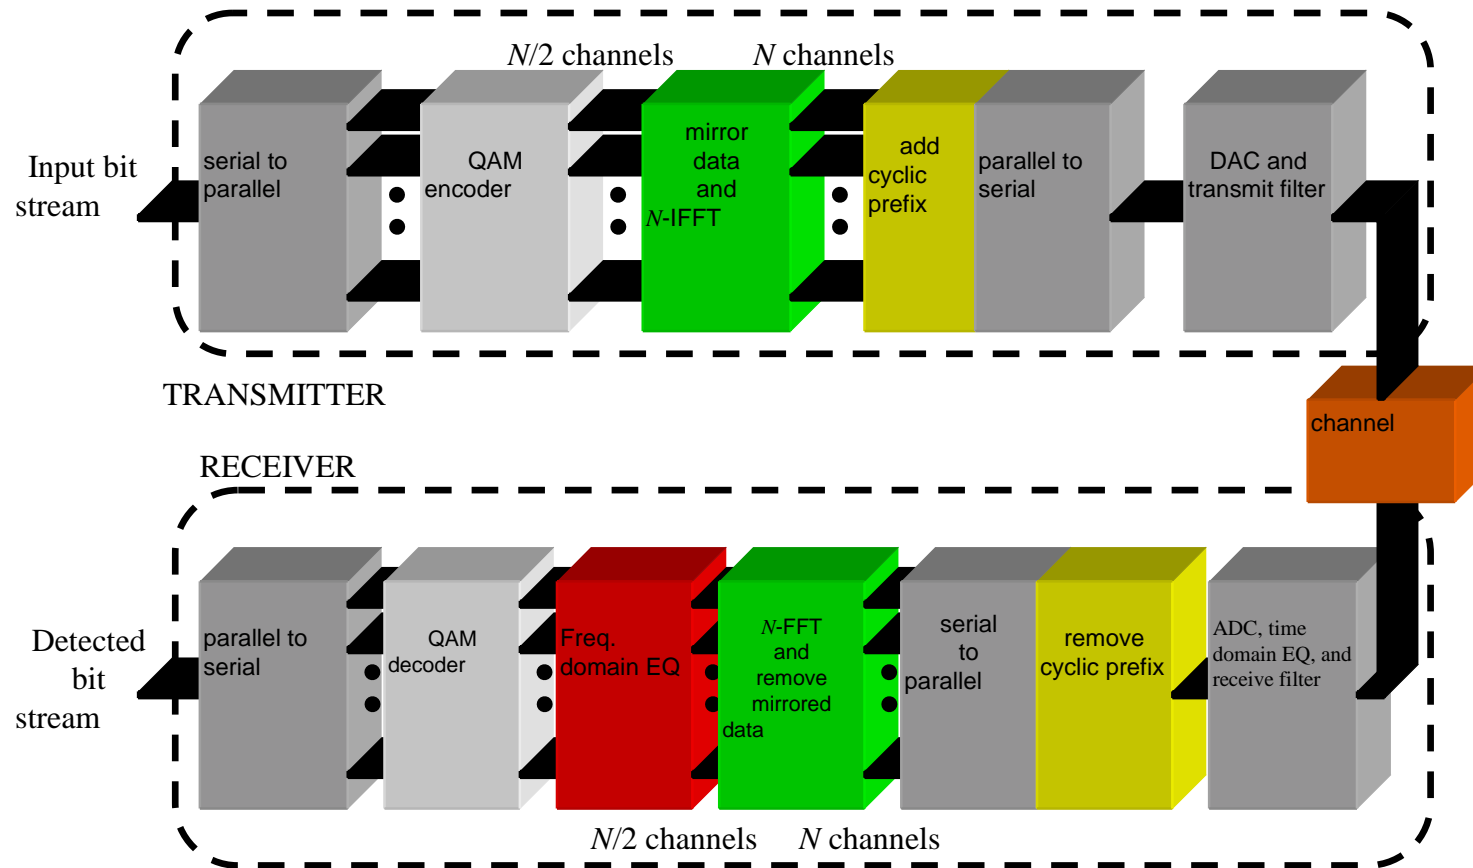 N/2 channels
N channels
Input bit
stream
serial to
parallel
QAM
encoder
mirror
data
and
N-IFFT
add
cyclic
prefix
parallel to
serial
DAC and
transmit filter
TRANSMITTER
channel
RECEIVER
Detected
bit
stream
parallel to
serial
QAM
decoder
Freq.
domain EQ
N-FFT
and
remove
mirrored
data
serial
to
parallel
remove
cyclic prefix
ADC, time
domain EQ, and
receive filter
N/2 channels
N channels